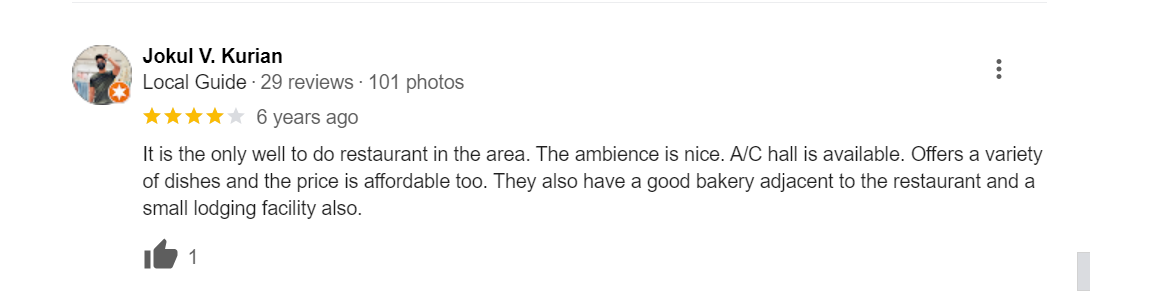 Jokul V. Kurian
Local Guide · 29 reviews · 101 photos
6 years ago
It is the only well to do restaurant in the area. The ambience is nice. A/C hall is available. Offers a variety
of dishes and the price is affordable too. They also have a good bakery adjacent to the restaurant and a
small lodging facility also.
1